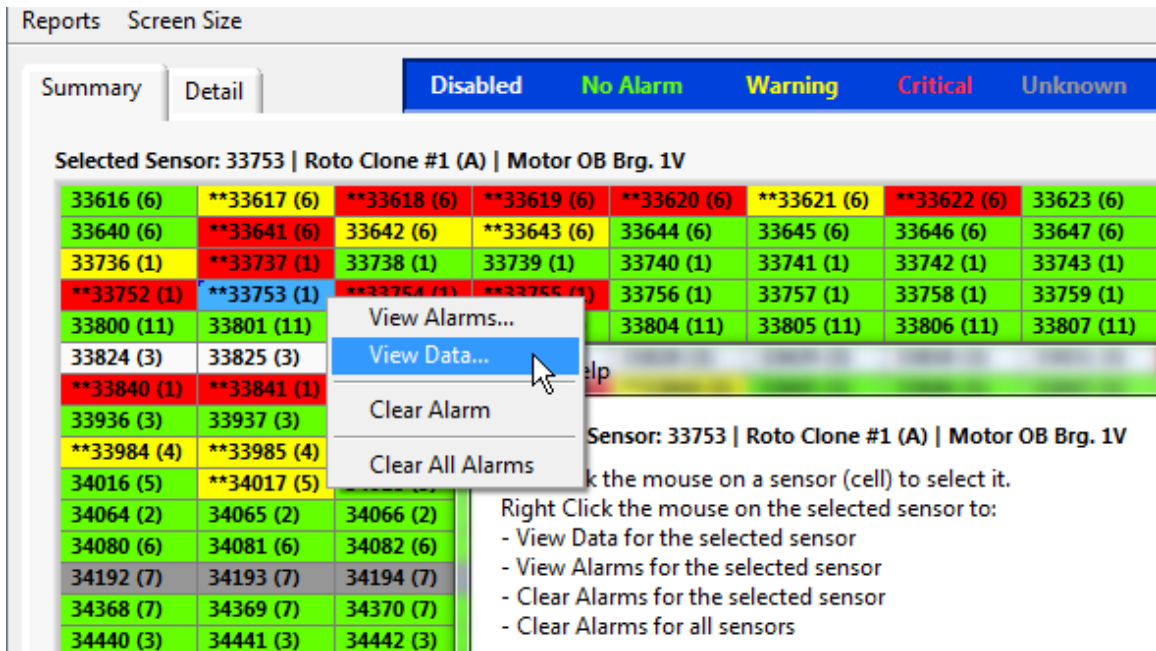 Reports Screen Size
Summary Detail Disabled No Alarm Warning Critical Unknown
Selected Sensor: 33753 | Roto Clone #1 (A) | Motor OB Brg. 1V
33616 (6) **33617 (6) **33618 (6) **33619 (6) **33620 (6) **33621 (6) **33622 (6) 33623 (6)
33640 (6) **33641 (6) 33642 (6) **33643 (6) 33644 (6) 33645 (6) 33646 (6) 33647 (6)
33736 (1) **33737 (1) 33738 (1) 33739 (1) 33740 (1) 33741 (1) 33742 (1) 33743 (1)
**33752 (1) **33753 (1) **33754 (1) **33755 (1) 33756 (1) 33757 (1) 33758 (1) 33759 (1)
33800 (11) 33801 (11) 33804 (11) 33805 (11) 33806 (11) 33807 (11)
33824 (3) 33825 (3)
**33840 (1) **33841 (1)
33936 (3) 33937 (3)
**33984 (4) **33985 (4)
34016 (5) **34017 (5)
34064 (2) 34065 (2) 34066 (2)
34080 (6) 34081 (6) 34082 (6)
34192 (7) 34193 (7) 34194 (7)
34368 (7) 34369 (7) 34370 (7)
34440 (3) 34441 (3) 34442 (3)
View Alarms...
View Data...
Clear Alarm
Clear All Alarms
elp
Sensor: 33753 | Roto Clone #1 (A) | Motor OB Brg. 1V
k the mouse on a sensor (cell) to select it.
Right Click the mouse on the selected sensor to:
- View Data for the selected sensor
- View Alarms for the selected sensor
- Clear Alarms for the selected sensor
- Clear Alarms for all sensors